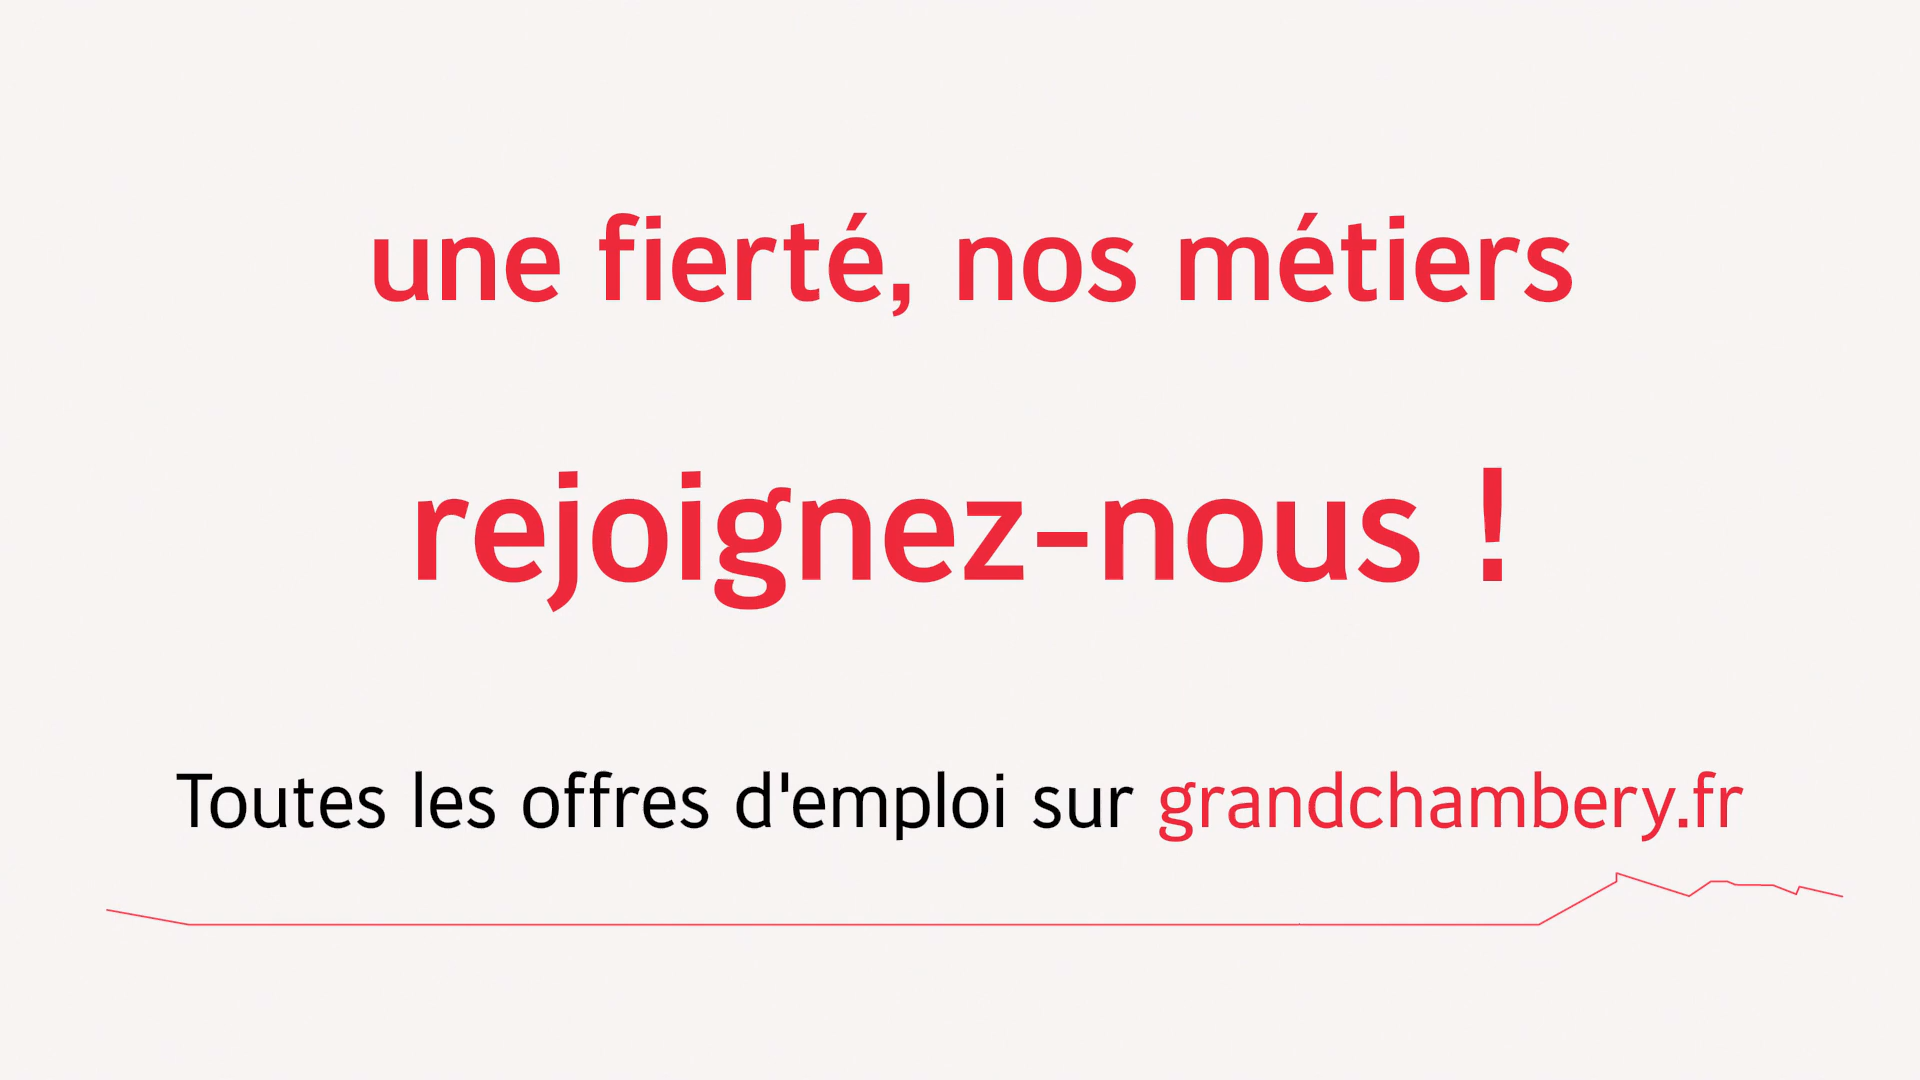 une fierté, nos métiers
rejoignez-nous !
Toutes les offres d'emploi sur grandchambery.fr